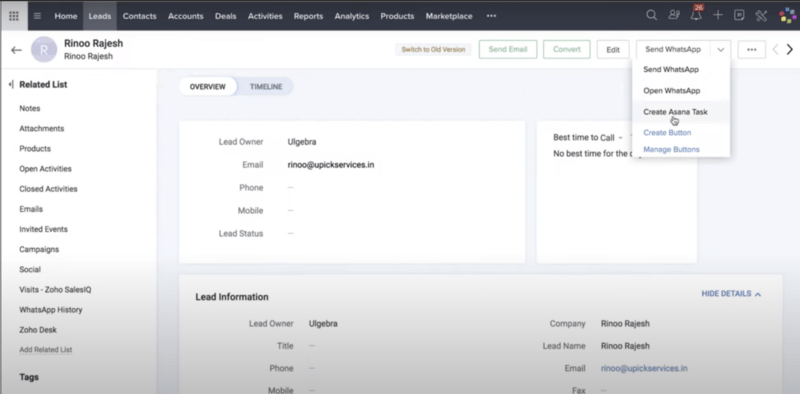 Home Leads Contacts Accounts Deals Activities Reports Analytics Products Marketplace ••• 26
R Rinoo Rajesh
Rinoo Rajesh
Switch to Old Version Send Email Convert Edit Send WhatsApp •••
Send WhatsApp
Open WhatsApp
Create Asana Task
Create Button
Manage Buttons
Related List
Notes
Attachments
Products
Open Activities
Closed Activities
Emails
Invited Events
Campaigns
Social
Visits - Zoho SalesIQ
WhatsApp History
Zoho Desk
Add Related List
Tags
OVERVIEW TIMELINE
Lead Owner Ulgebra
Email rinoo@upickservices.in
Phone —
Mobile —
Lead Status —
Best time to Call
No best time for the
Lead Information HIDE DETAILS
Lead Owner Ulgebra
Title —
Phone —
Mobile —
Company Rinoo Rajesh
Lead Name Rinoo Rajesh
Email rinoo@upickservices.in
Fax —